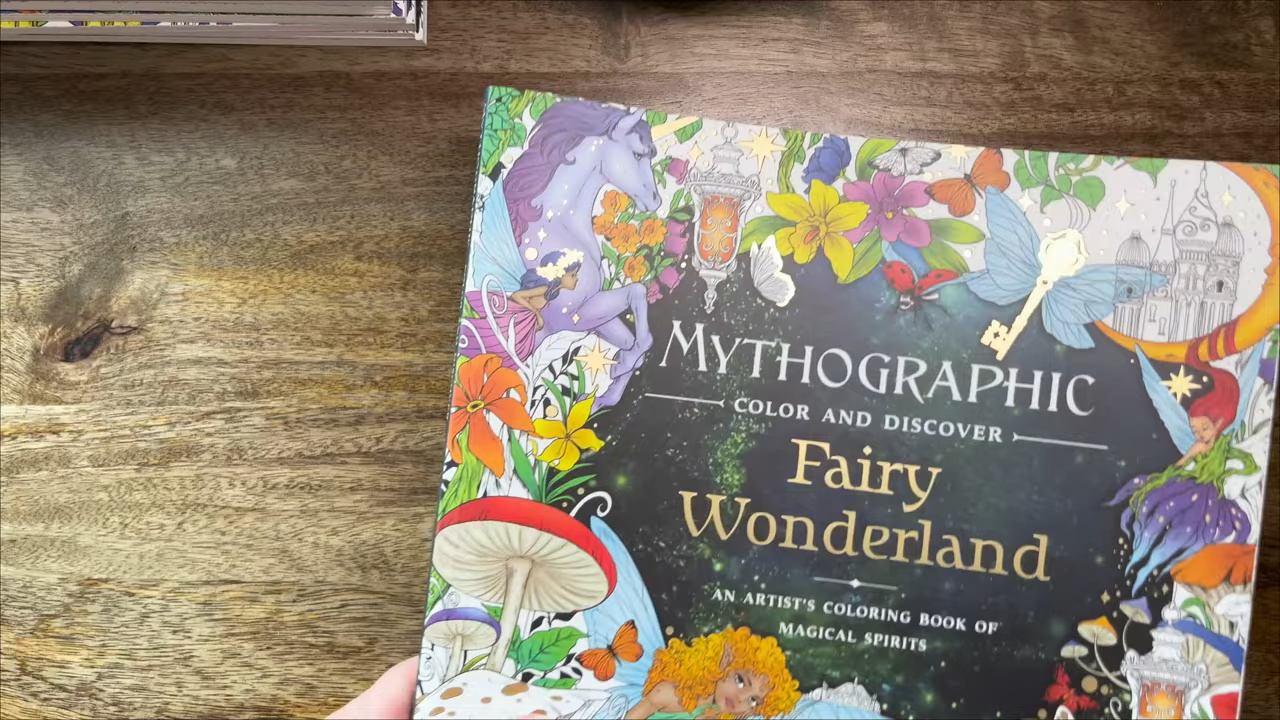 MYTHOGRAPHIC
COLOR AND DISCOVER
Fairy
Wonderland
AN ARTIST'S COLORING BOOK OF
MAGICAL SPIRITS